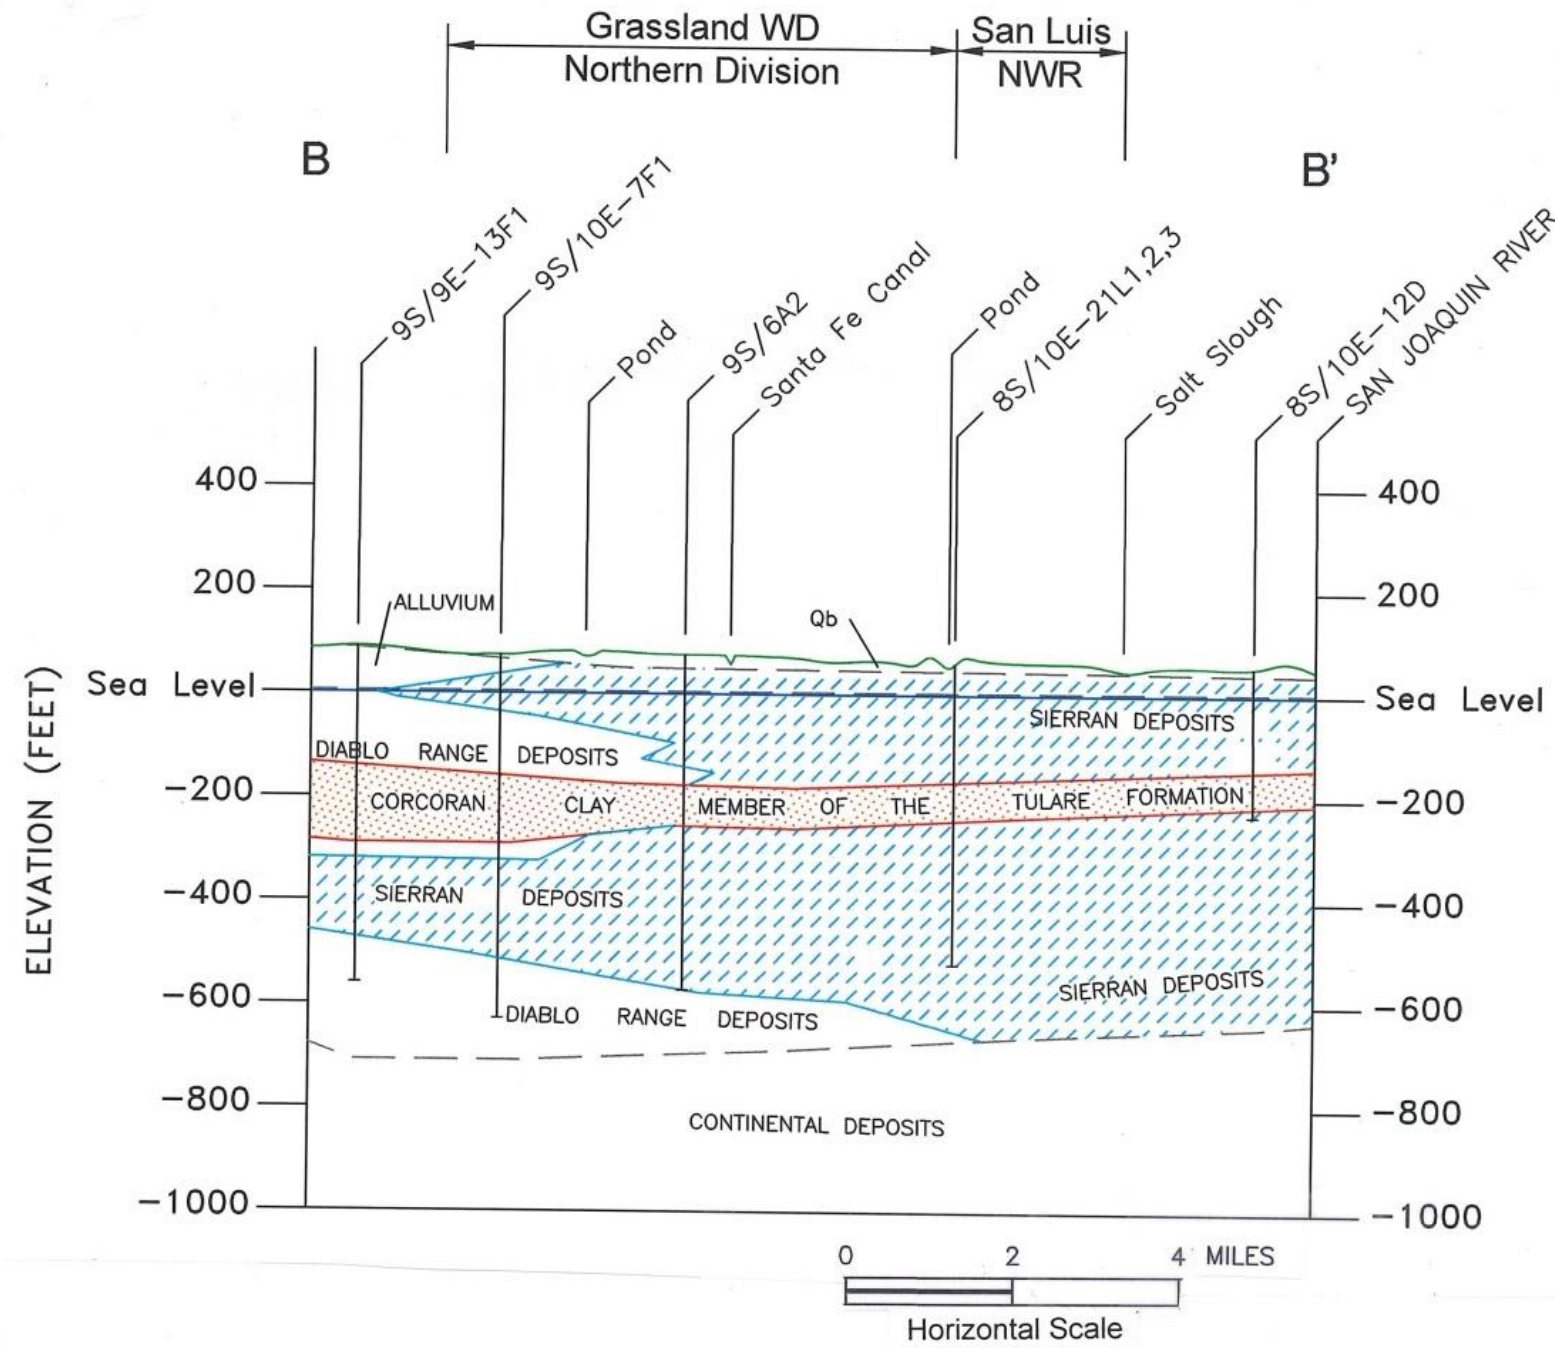 Grassland WD
Northern Division
San Luis
NWR
B
B'
9S/9E-13F1
9S/10E-7F1
Pond
9S/6A2
Santa Fe Canal
Pond
8S/10E-21L1,2,3
Salt Slough
8S/10E-12D
SAN JOAQUIN RIVER
400
400
200
200
ALLUVIUM
Qb
Sea Level
Sea Level
SIERRAN DEPOSITS
DIABLO RANGE DEPOSITS
-200
-200
CORCORAN CLAY MEMBER OF THE TULARE FORMATION
-400
-400
SIERRAN DEPOSITS
SIERRAN DEPOSITS
-600
-600
DIABLO RANGE DEPOSITS
-800
-800
CONTINENTAL DEPOSITS
-1000
-1000
ELEVATION (FEET)
0 2 4 MILES
Horizontal Scale